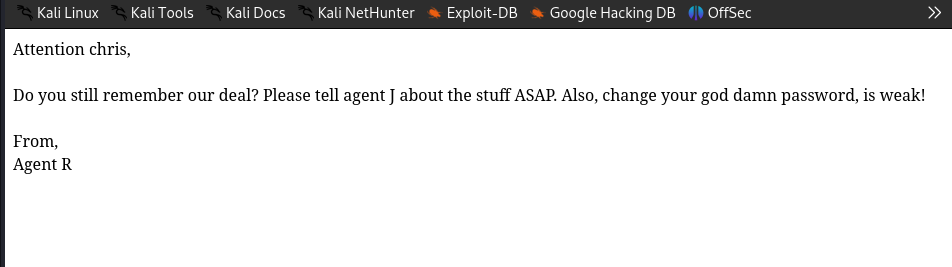 Kali Linux Kali Tools Kali Docs Kali NetHunter Exploit-DB Google Hacking DB OffSec
Attention chris,
Do you still remember our deal? Please tell agent J about the stuff ASAP. Also, change your god damn password, is weak!
From,
Agent R